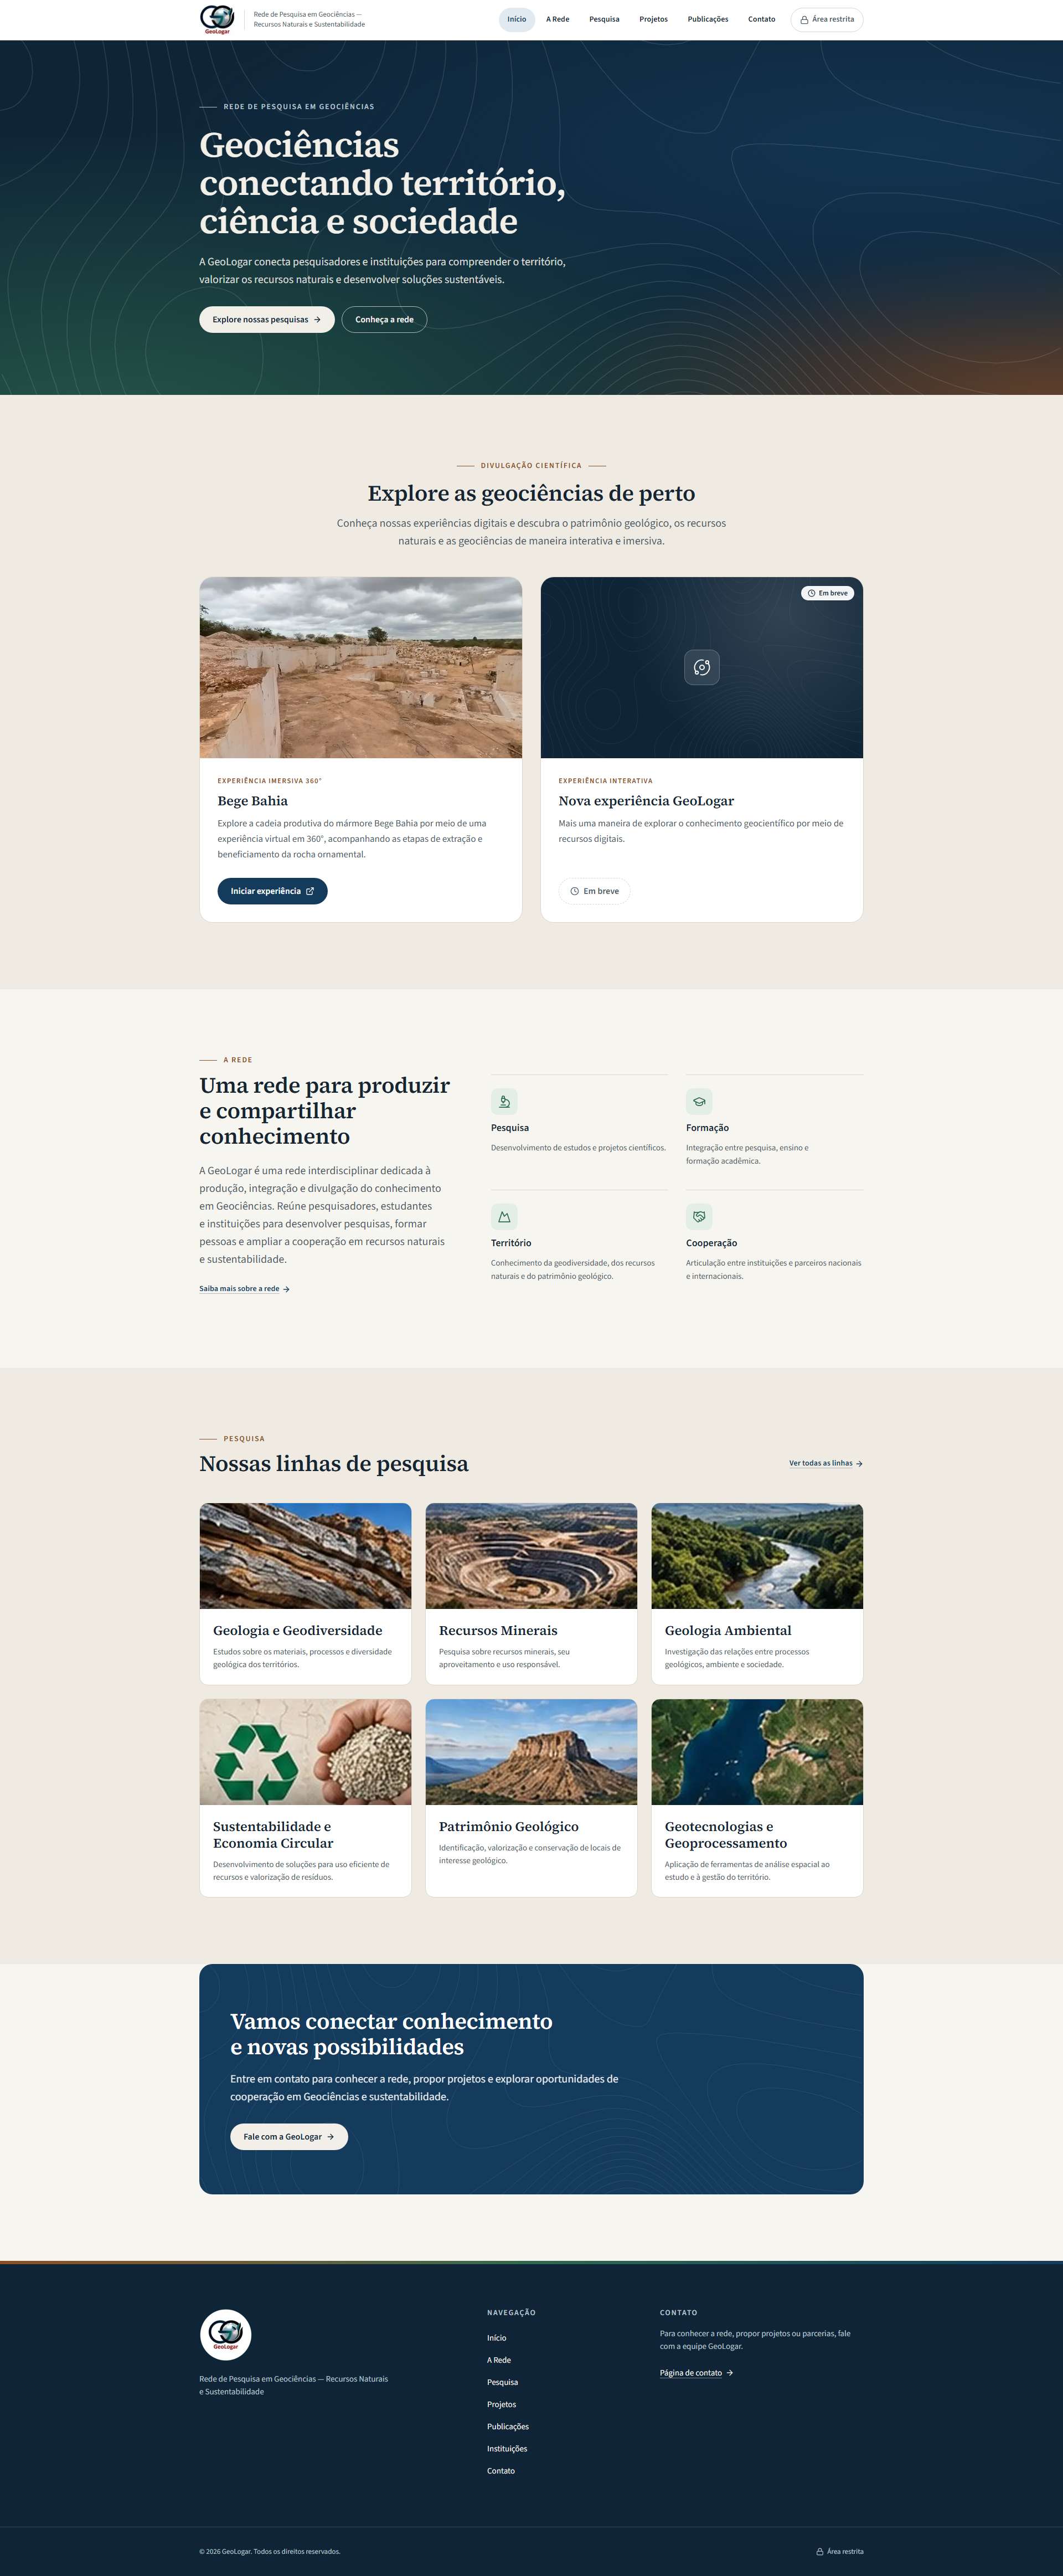 GeoLogar
Rede de Pesquisa em Geociências —
Recursos Naturais e Sustentabilidade
Início
A Rede
Pesquisa
Projetos
Publicações
Contato
Área restrita
REDE DE PESQUISA EM GEOCIÊNCIAS
Geociências
conectando território,
ciência e sociedade
A GeoLogar conecta pesquisadores e instituições para compreender o território,
valorizar os recursos naturais e desenvolver soluções sustentáveis.
Explore nossas pesquisas
Conheça a rede
DIVULGAÇÃO CIENTÍFICA
Explore as geociências de perto
Conheça nossas experiências digitais e descubra o patrimônio geológico, os recursos
naturais e as geociências de maneira interativa e imersiva.
EXPERIÊNCIA IMERSIVA 360°
Bege Bahia
Explore a cadeia produtiva do mármore Bege Bahia por meio de uma
experiência virtual em 360°, acompanhando as etapas de extração e
beneficiamento da rocha ornamental.
Iniciar experiência
Em breve
EXPERIÊNCIA INTERATIVA
Nova experiência GeoLogar
Mais uma maneira de explorar o conhecimento geocientífico por meio de
recursos digitais.
Em breve
A REDE
Uma rede para produzir
e compartilhar
conhecimento
A GeoLogar é uma rede interdisciplinar dedicada à
produção, integração e divulgação do conhecimento
em Geociências. Reúne pesquisadores, estudantes
e instituições para desenvolver pesquisas, formar
pessoas e ampliar a cooperação em recursos naturais
e sustentabilidade.
Saiba mais sobre a rede
Pesquisa
Desenvolvimento de estudos e projetos científicos.
Formação
Integração entre pesquisa, ensino e
formação acadêmica.
Território
Conhecimento da geodiversidade, dos recursos
naturais e do patrimônio geológico.
Cooperação
Articulação entre instituições e parceiros nacionais
e internacionais.
PESQUISA
Nossas linhas de pesquisa
Ver todas as linhas
Geologia e Geodiversidade
Estudos sobre os materiais, processos e diversidade
geológica dos territórios.
Recursos Minerais
Pesquisa sobre recursos minerais, seu
aproveitamento e uso responsável.
Geologia Ambiental
Investigação das relações entre processos
geológicos, ambiente e sociedade.
Sustentabilidade e
Economia Circular
Desenvolvimento de soluções para uso eficiente de
recursos e valorização de resíduos.
Patrimônio Geológico
Identificação, valorização e conservação de locais de
interesse geológico.
Geotecnologias e
Geoprocessamento
Aplicação de ferramentas de análise espacial ao
estudo e à gestão do território.
Vamos conectar conhecimento
e novas possibilidades
Entre em contato para conhecer a rede, propor projetos e explorar oportunidades de
cooperação em Geociências e sustentabilidade.
Fale com a GeoLogar
GeoLogar
Rede de Pesquisa em Geociências — Recursos Naturais
e Sustentabilidade
NAVEGAÇÃO
Início
A Rede
Pesquisa
Projetos
Publicações
Instituições
Contato
CONTATO
Para conhecer a rede, propor projetos ou parcerias, fale
com a equipe GeoLogar.
Página de contato
© 2026 GeoLogar. Todos os direitos reservados.
Área restrita